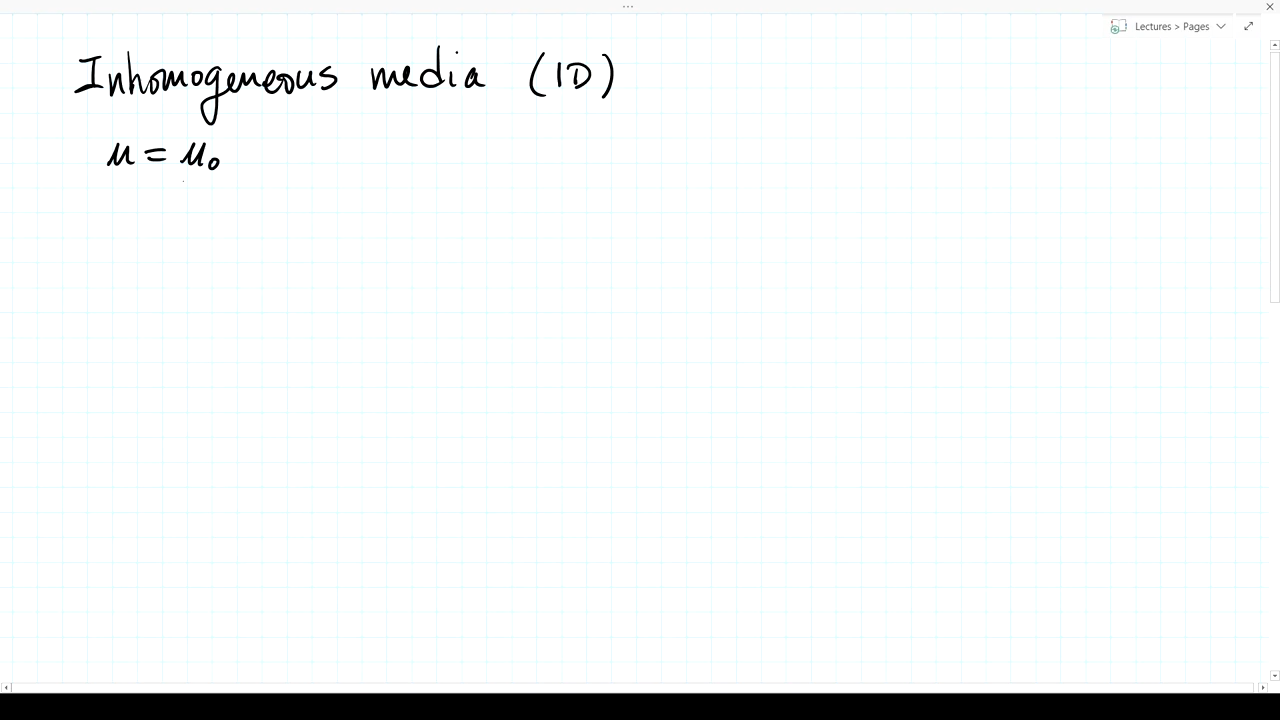 Lectures > Pages
Inhomogeneous media (1D)
μ = μ₀